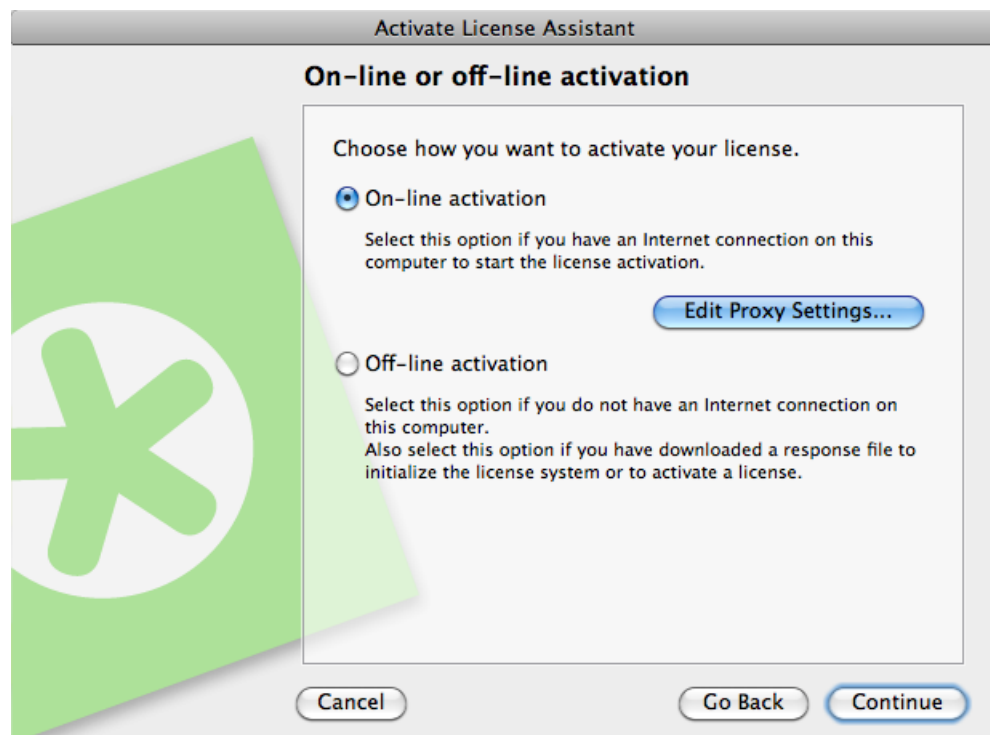 Activate License Assistant
On-line or off-line activation
Choose how you want to activate your license.
On-line activation
Select this option if you have an Internet connection on this
computer to start the license activation.
Edit Proxy Settings...
Off-line activation
Select this option if you do not have an Internet connection on
this computer.
Also select this option if you have downloaded a response file to
initialize the license system or to activate a license.
Cancel
Go Back
Continue